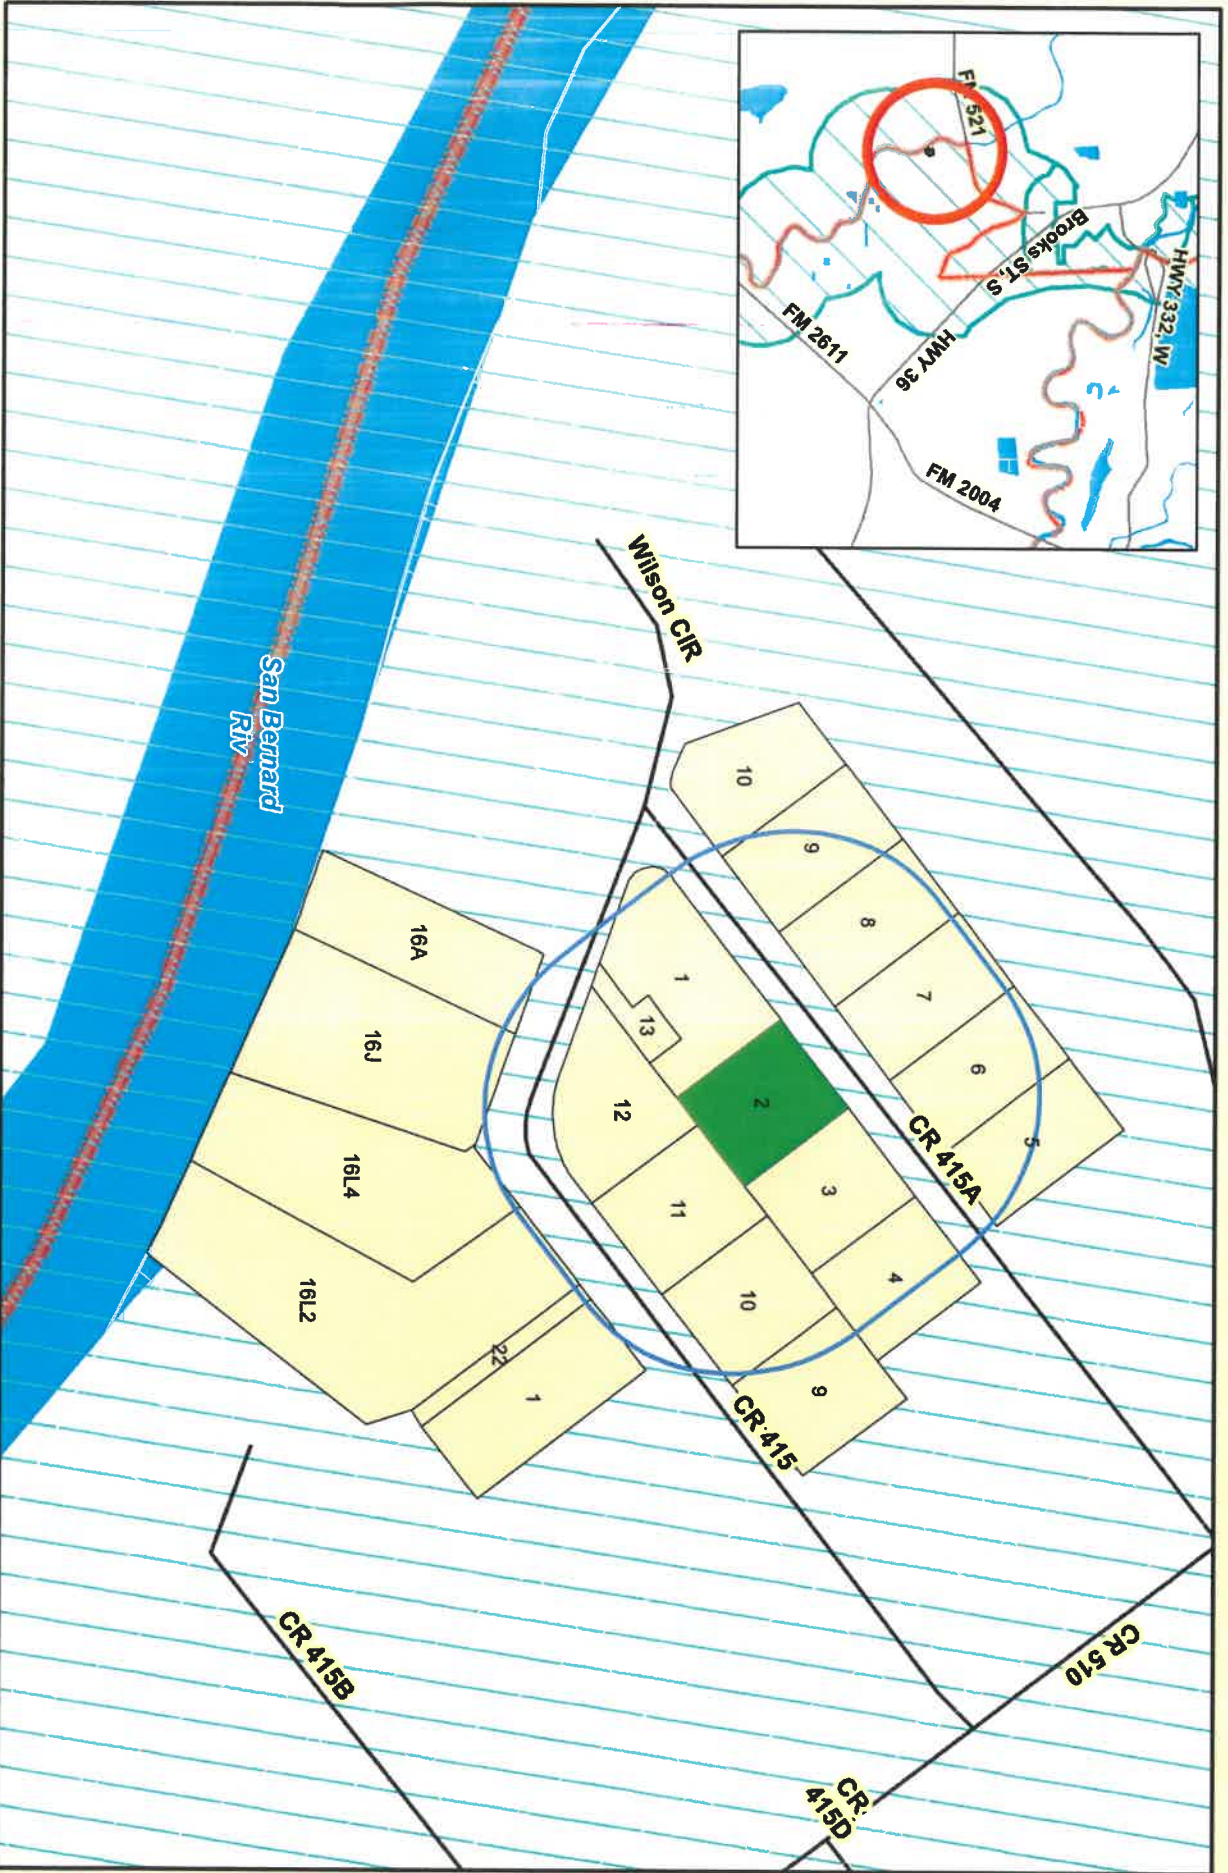 FM 521
Brooks ST, S
HWY 332, W
FM 2611
HWY 36
FM 2004
Wilson CIR
San Bernard
Riv
10
9
8
7
6
5
CR 415A
1
13
2
3
4
12
11
10
9
CR 415
16A
16J
16L4
16L2
22
1
CR 415B
CR 510
CR
415D